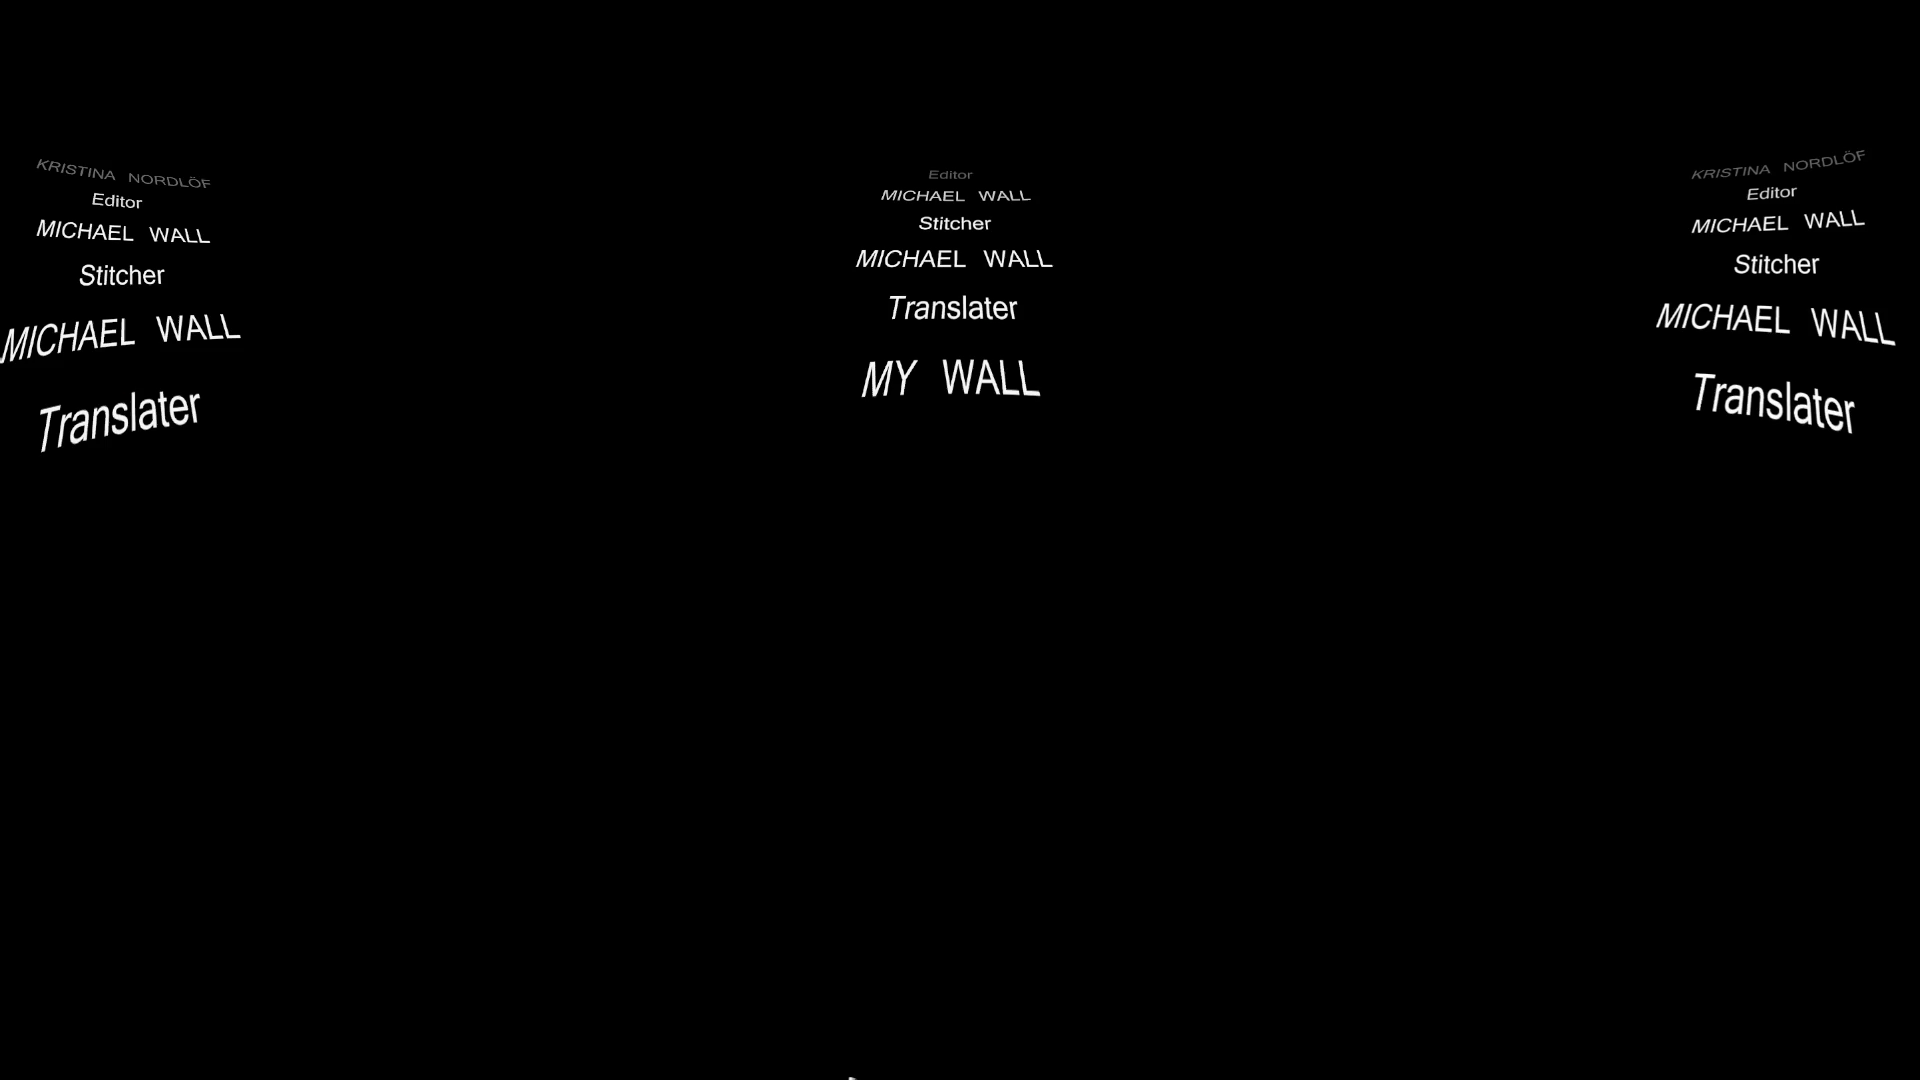 KRISTINA NORDLÖF
Editor
MICHAEL WALL
Stitcher
MICHAEL WALL
Translater
Editor
MICHAEL WALL
Stitcher
MICHAEL WALL
Translater
MY WALL
KRISTINA NORDLÖF
Editor
MICHAEL WALL
Stitcher
MICHAEL WALL
Translater